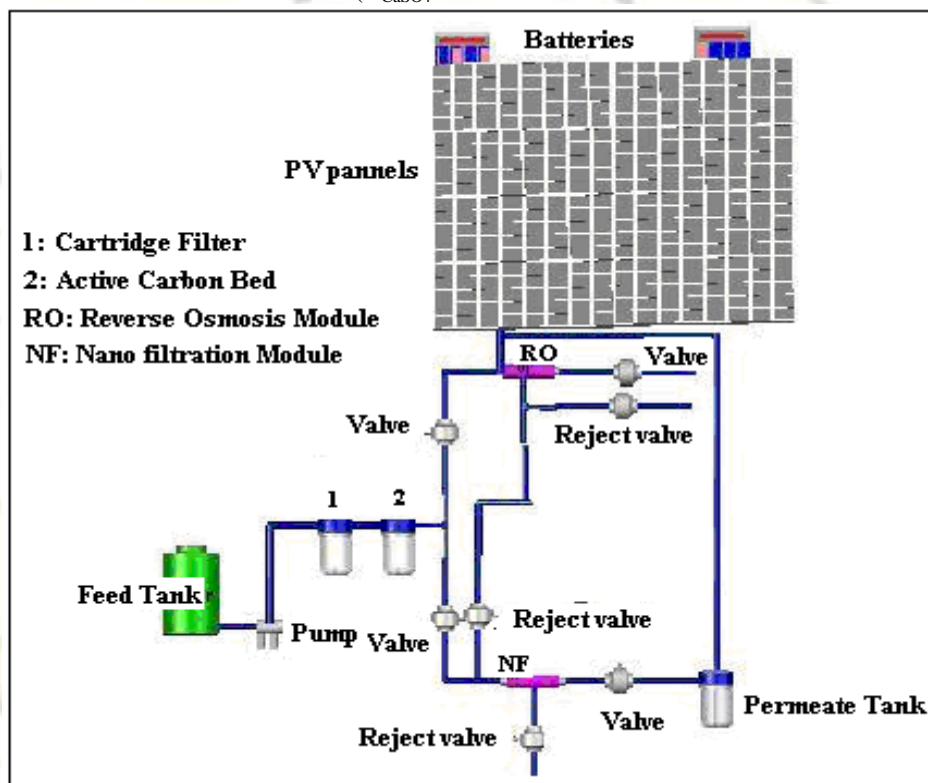 CaSO4
Batteries
PV pannels
1: Cartridge Filter
2: Active Carbon Bed
RO: Reverse Osmosis Module
NF: Nano filtration Module
RO
Valve
Valve
Reject valve
1
2
Feed Tank
Pump
Valve
Reject valve
NF
Valve
Permeate Tank
Reject valve